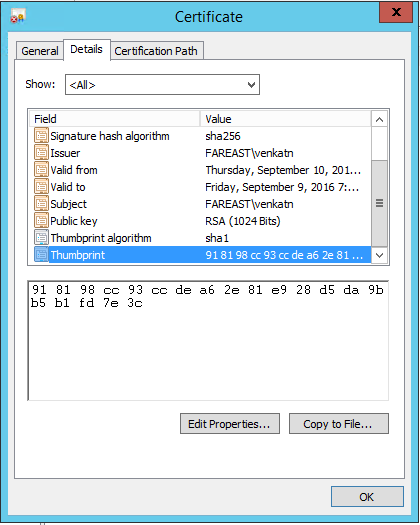 Certificate
x
General Details Certification Path
Show: <All>
Field Value
Signature hash algorithm sha256
Issuer FAREAST\venkatn
Valid from Thursday, September 10, 201...
Valid to Friday, September 9, 2016 7:...
Subject FAREAST\venkatn
Public key RSA (1024 Bits)
Thumbprint algorithm sha1
Thumbprint 91 81 98 cc 93 cc de a6 2e 81 ...
91 81 98 cc 93 cc de a6 2e 81 e9 28 d5 da 9b
b5 b1 fd 7e 3c
Edit Properties... Copy to File...
OK